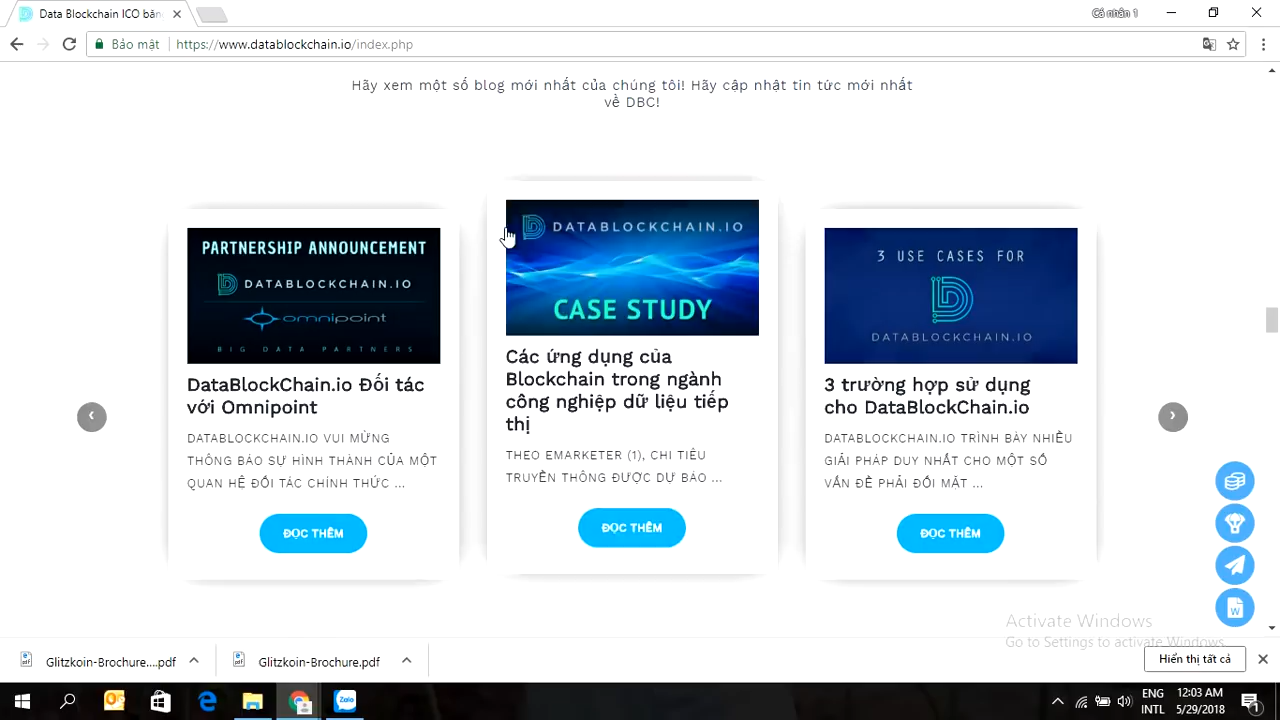 Data Blockchain ICO bằn
Cá nhân 1
Bảo mật
https://www.datablockchain.io/index.php
Hãy xem một số blog mới nhất của chúng tôi! Hãy cập nhật tin tức mới nhất
về DBC!
PARTNERSHIP ANNOUNCEMENT
DATABLOCKCHAIN.IO
omnipoint
BIG DATA PARTNERS
DataBlockChain.io Đối tác
với Omnipoint
DATABLOCKCHAIN.IO VUI MỪNG
THÔNG BÁO SỰ HÌNH THÀNH CỦA MỘT
QUAN HỆ ĐỐI TÁC CHÍNH THỨC ...
ĐỌC THÊM
DATABLOCKCHAIN.IO
CASE STUDY
Các ứng dụng của
Blockchain trong ngành
công nghiệp dữ liệu tiếp
thị
THEO EMARKETER (1), CHI TIÊU
TRUYỀN THÔNG ĐƯỢC DỰ BÁO ...
ĐỌC THÊM
3 USE CASES FOR
DATABLOCKCHAIN.IO
3 trường hợp sử dụng
cho DataBlockChain.io
DATABLOCKCHAIN.IO TRÌNH BÀY NHIỀU
GIẢI PHÁP DUY NHẤT CHO MỘT SỐ
VẤN ĐỀ PHẢI ĐỐI MẶT ...
ĐỌC THÊM
Activate Windows
Go to Settings to activate Windows.
Glitzkoin-Brochure....pdf
Glitzkoin-Brochure.pdf
Hiển thị tất cả
Zalo
ENG
INTL
12:03 AM
5/29/2018
1